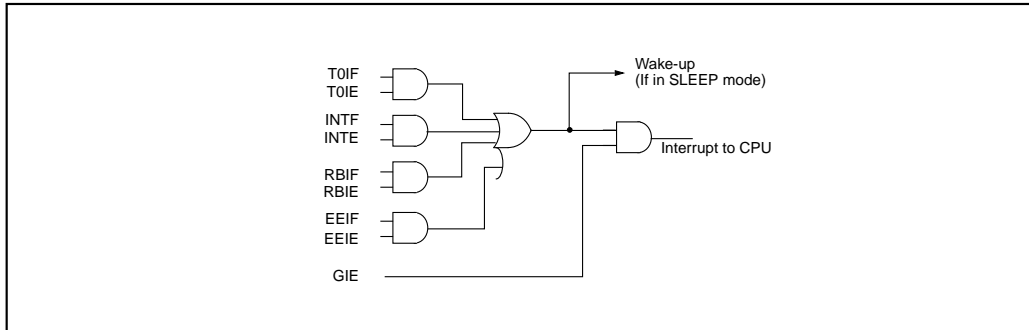 T0IF
T0IE
INTF
INTE
RBIF
RBIE
EEIF
EEIE
GIE
Wake-up
(If in SLEEP mode)
Interrupt to CPU